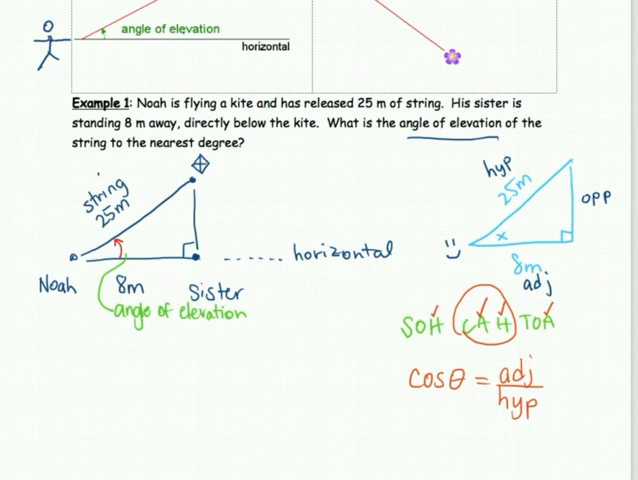 angle of elevation
horizontal
Example 1: Noah is flying a kite and has released 25 m of string. His sister is
standing 8 m away, directly below the kite. What is the angle of elevation of the
string to the nearest degree?
string
25m
horizontal
Noah 8m Sister
angle of elevation
hyp
25m
opp
x
8m
adj
SOH CAH TOA
cosθ = adj
hyp